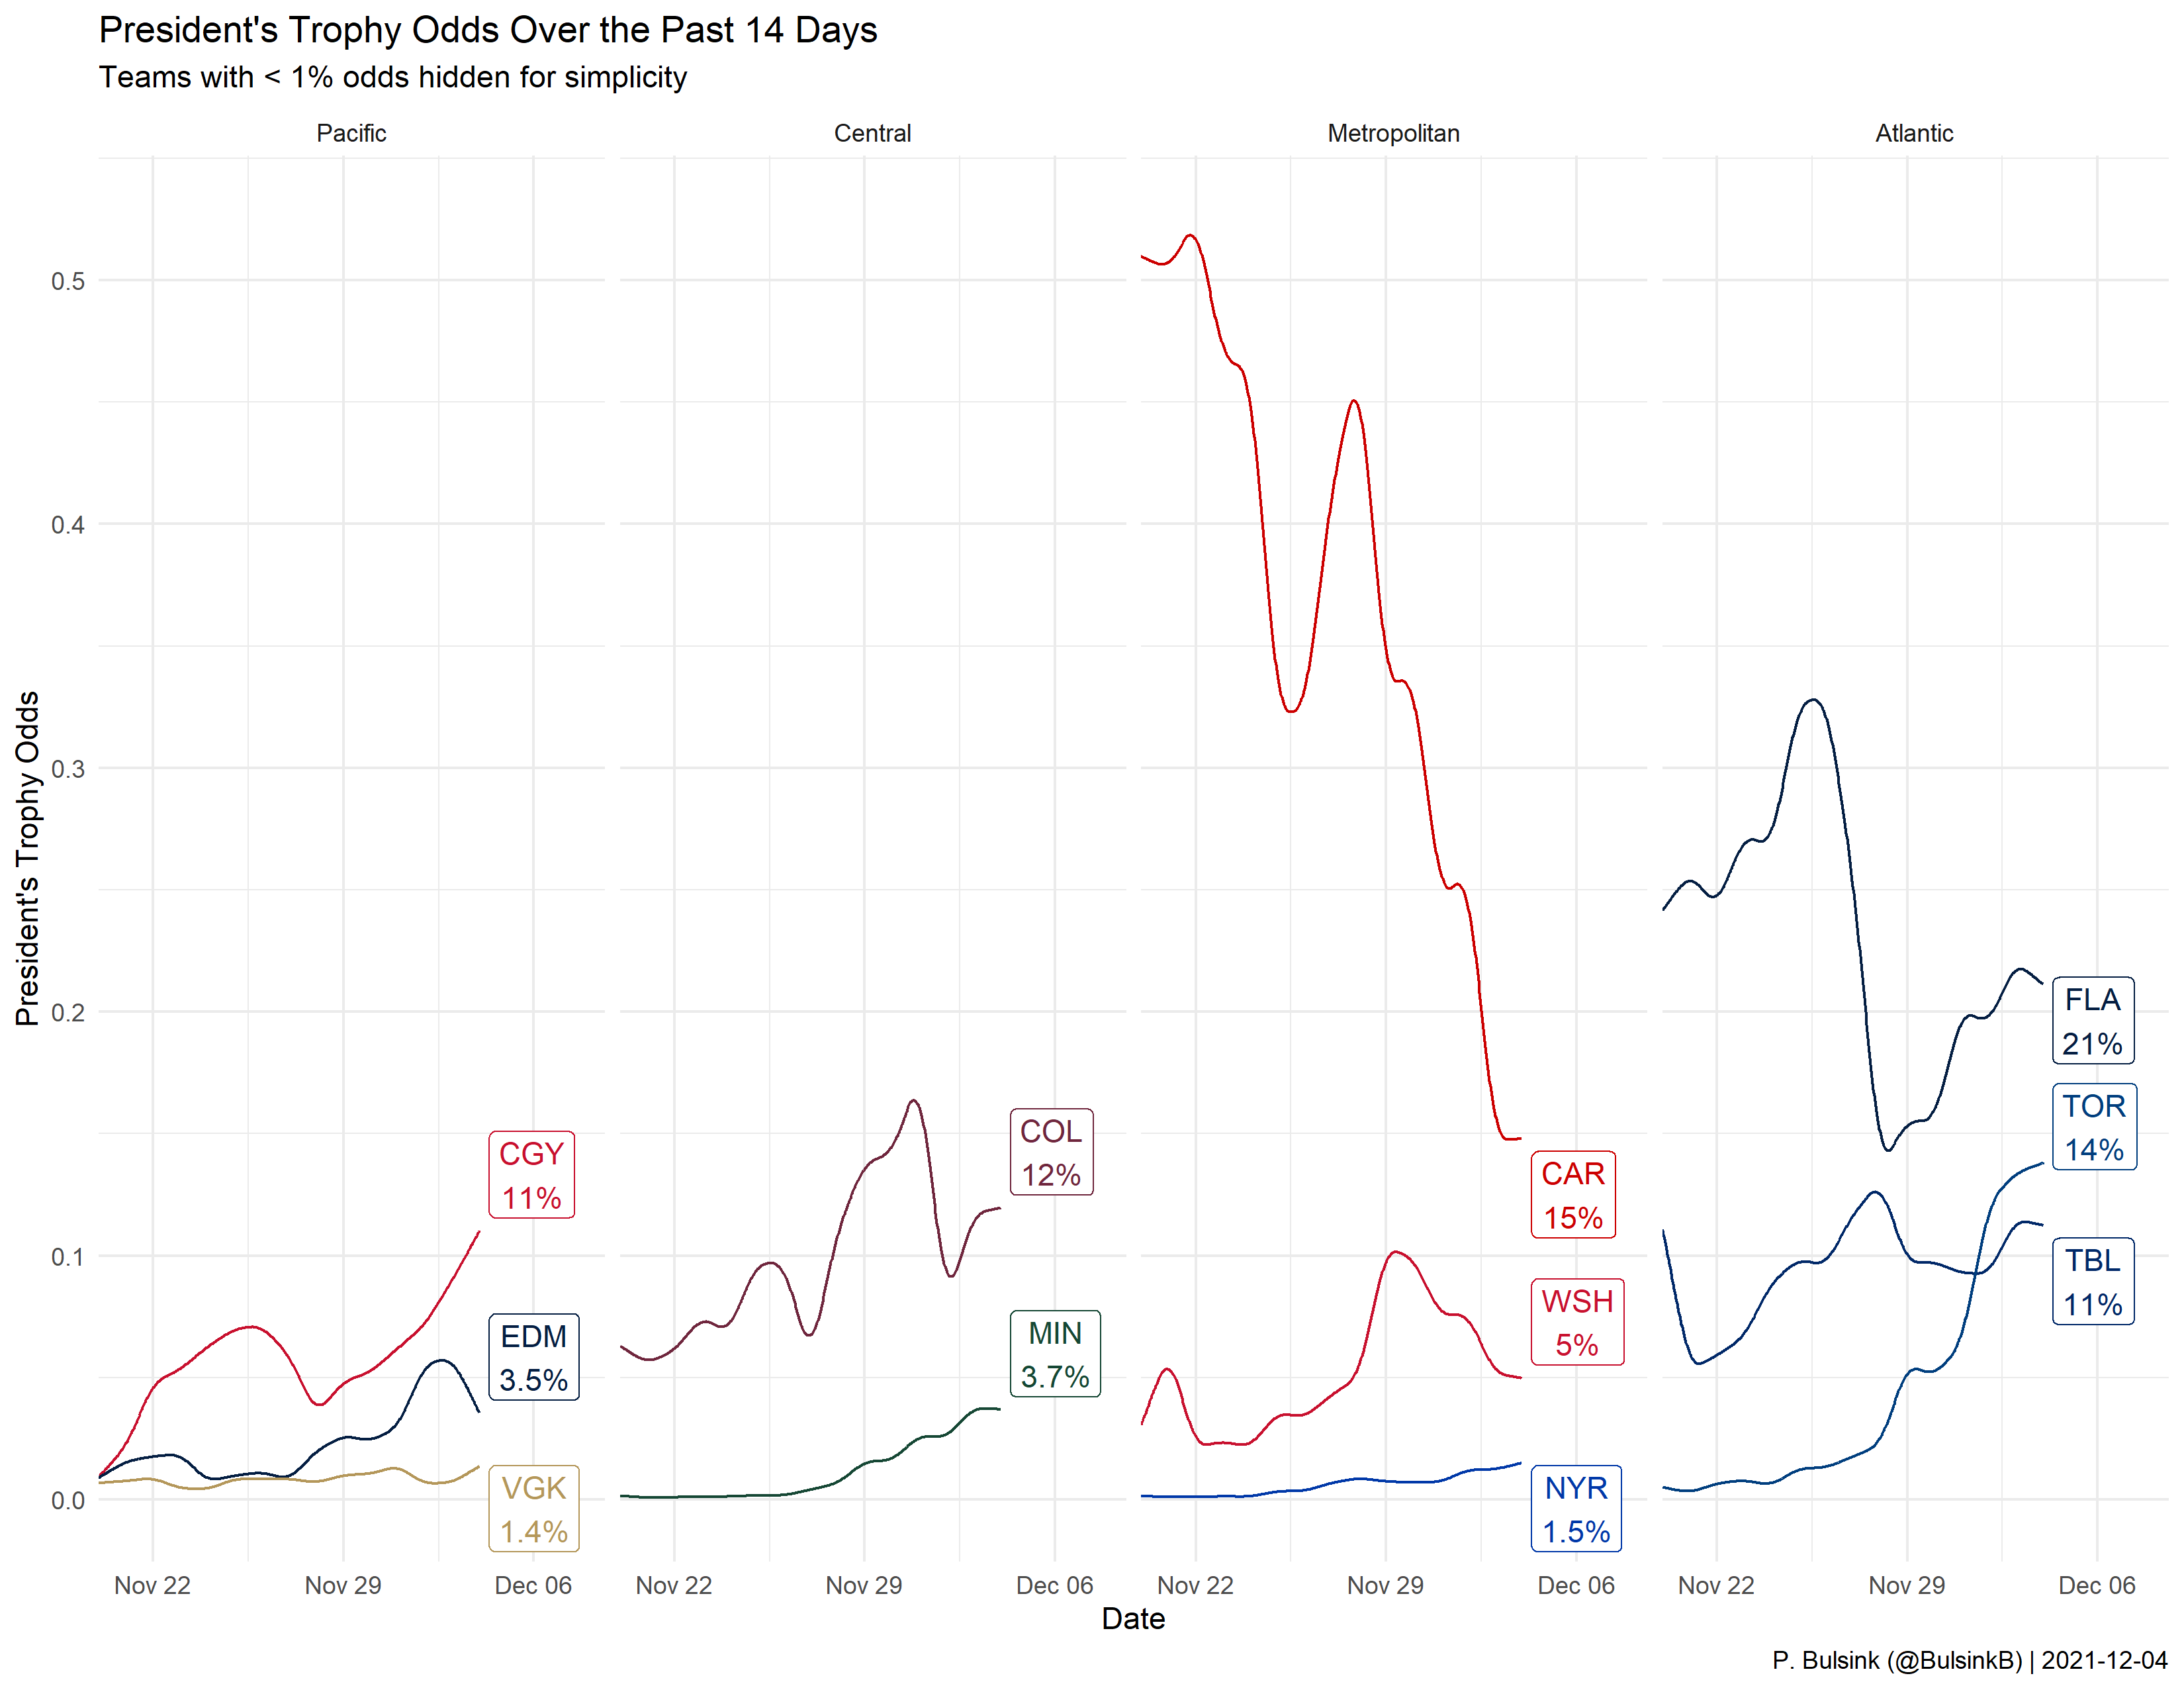 President's Trophy Odds Over the Past 14 Days
Teams with < 1% odds hidden for simplicity
Pacific
Central
Metropolitan
Atlantic
President's Trophy Odds
0.5
0.4
0.3
0.2
0.1
0.0
CGY
11%
EDM
3.5%
VGK
1.4%
COL
12%
MIN
3.7%
CAR
15%
WSH
5%
NYR
1.5%
FLA
21%
TOR
14%
TBL
11%
Nov 22
Nov 29
Dec 06
Nov 22
Nov 29
Dec 06
Nov 22
Nov 29
Dec 06
Nov 22
Nov 29
Dec 06
Date
P. Bulsink (@BulsinkB) | 2021-12-04